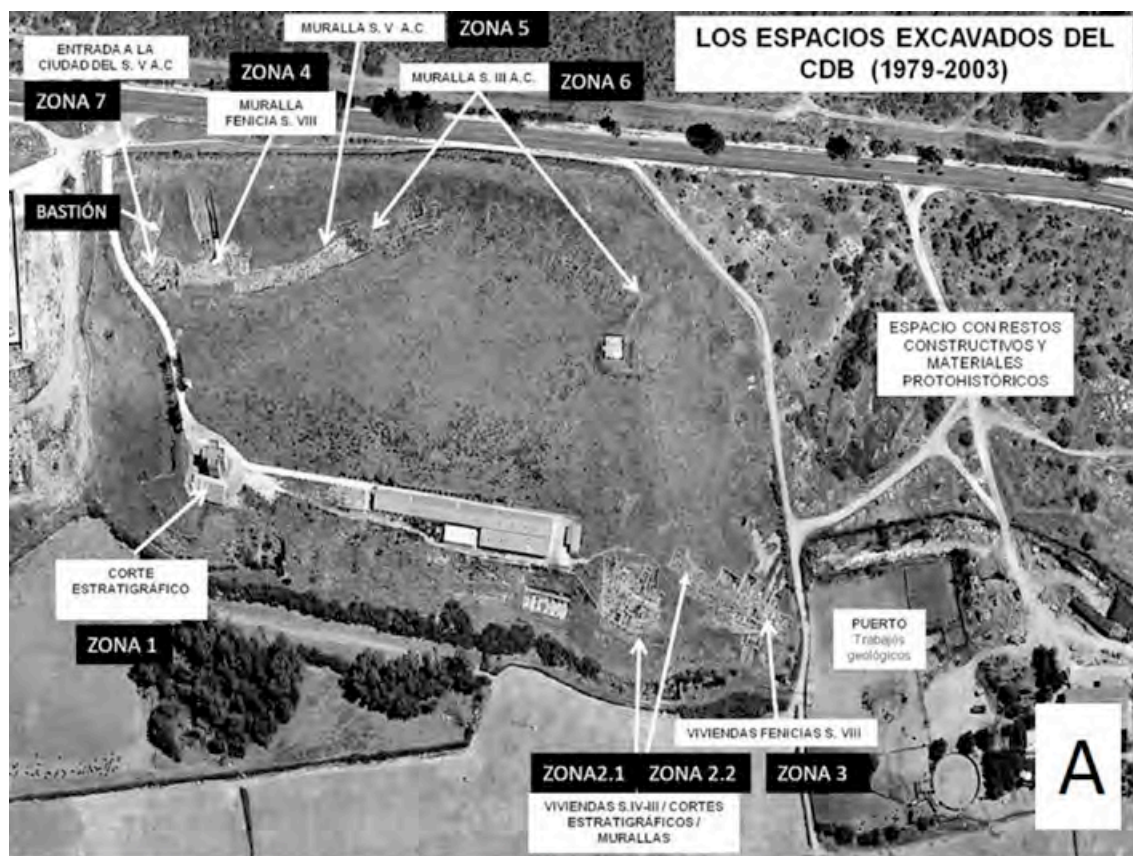 MURALLA S. V A.C
ZONA 5
LOS ESPACIOS EXCAVADOS DEL
CDB (1979-2003)
ENTRADA A LA
CIUDAD DEL S. V A.C
ZONA 7
ZONA 4
MURALLA
FENICIA S. VIII
MURALLA S. III A.C.
ZONA 6
BASTIÓN
ESPACIO CON RESTOS
CONSTRUCTIVOS Y
MATERIALES
PROTOHISTÓRICOS
CORTE
ESTRATIGRÁFICO
ZONA 1
PUERTO
Trabajos
geológicos
VIVIENDAS FENICIAS S. VIII
ZONA2.1
ZONA 2.2
ZONA 3
VIVIENDAS S.IV-III / CORTES
ESTRATIGRÁFICOS /
MURALLAS
A